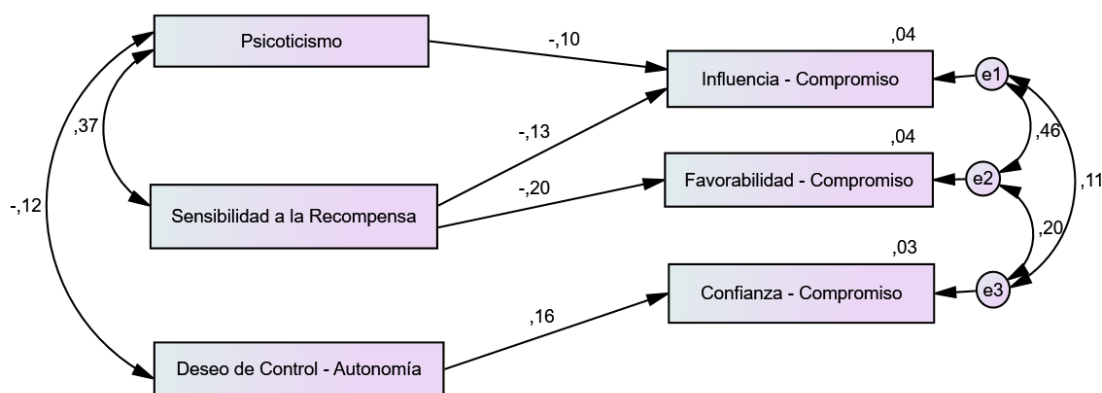 Psicoticismo
-,10
,04
Influencia - Compromiso
e1
,37
-,13
,46
,04
Favorabilidad - Compromiso
e2
-,20
,11
-,12
Sensibilidad a la Recompensa
,20
,03
Confianza - Compromiso
e3
,16
Deseo de Control - Autonomía